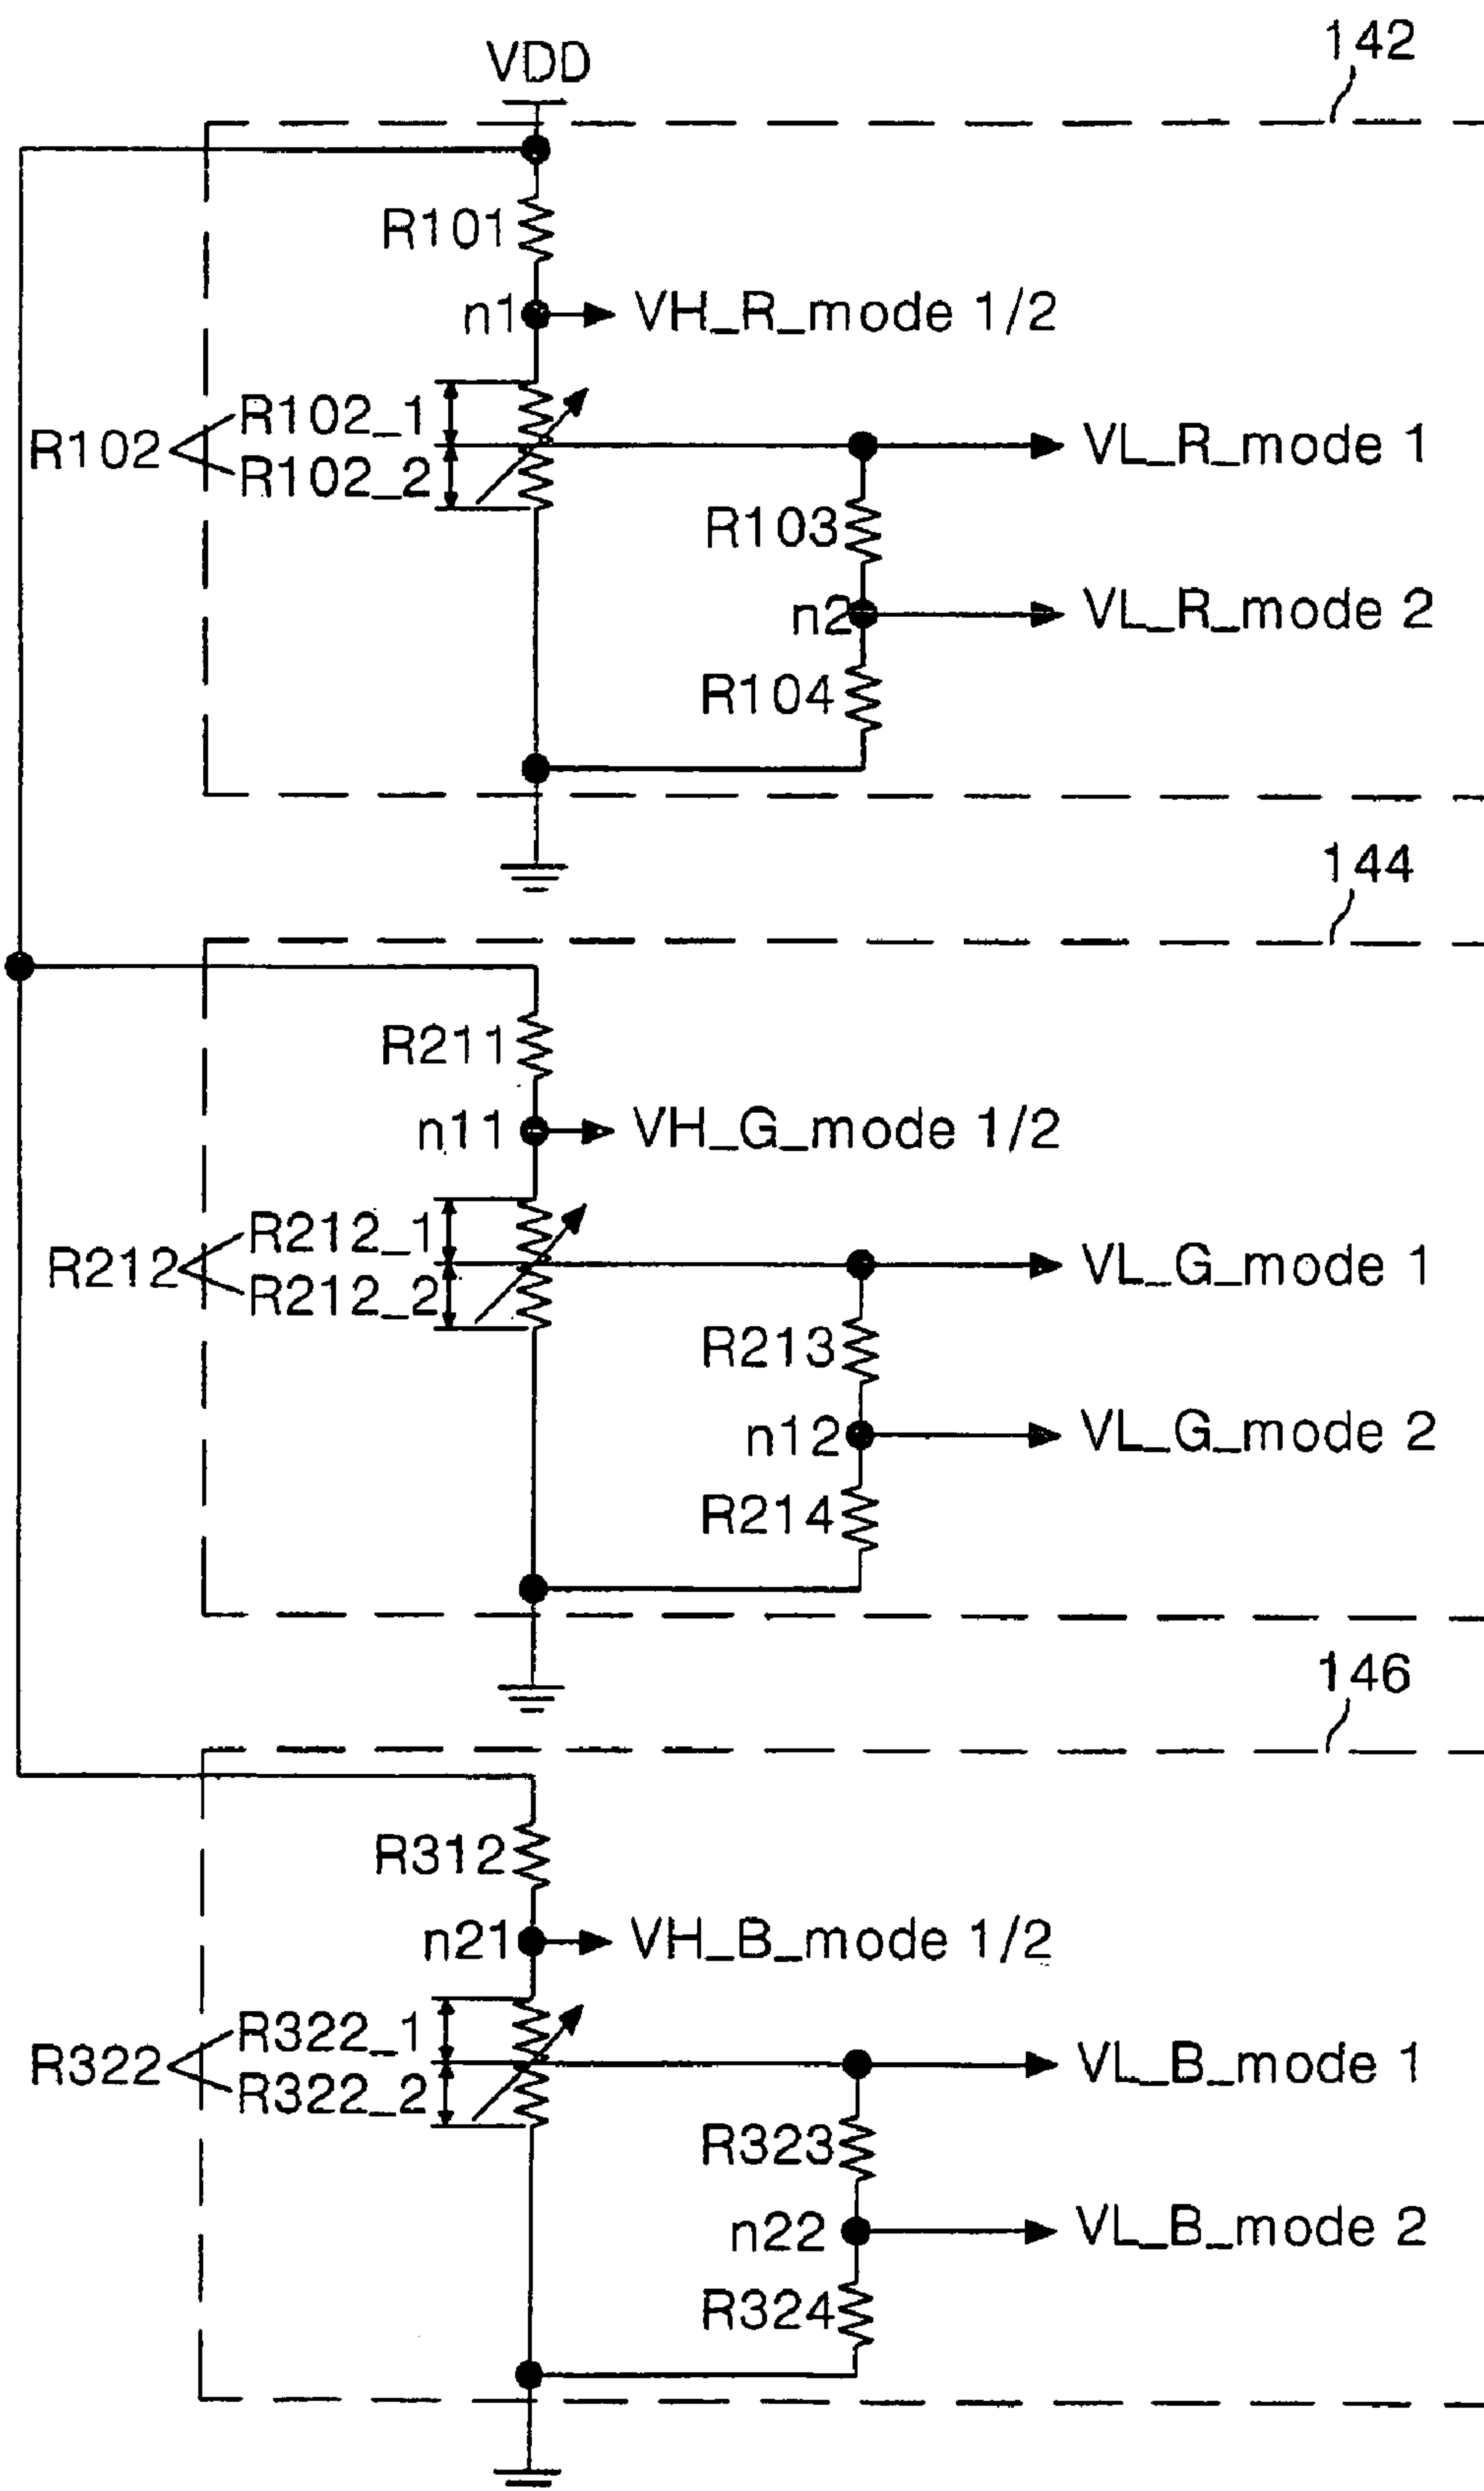 142
VDD
R101
n1
VH_R_mode 1/2
R102
R102_1
R102_2
VL_R_mode 1
R103
n2
VL_R_mode 2
R104
144
R211
n11
VH_G_mode 1/2
R212
R212_1
R212_2
VL_G_mode 1
R213
n12
VL_G_mode 2
R214
146
R312
n21
VH_B_mode 1/2
R322
R322_1
R322_2
VL_B_mode 1
R323
n22
VL_B_mode 2
R324